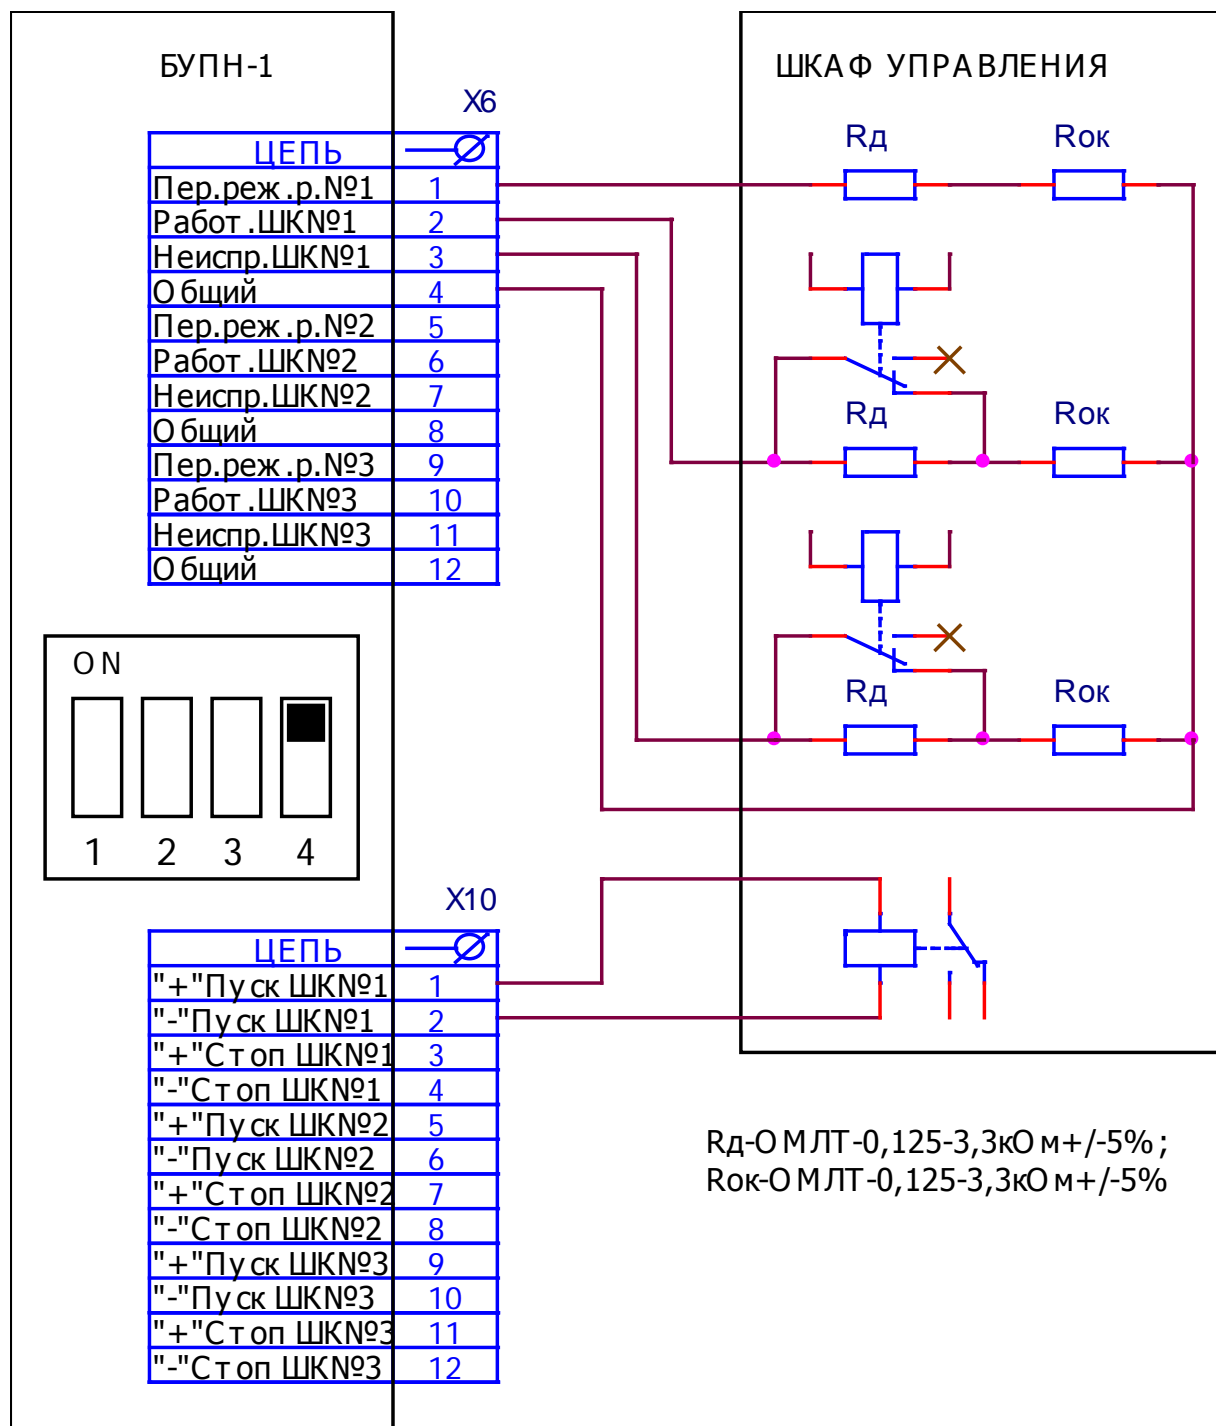 БУПН-1
ШКАФ УПРАВЛЕНИЯ
X6
ЦЕПЬ
Пер.реж.р.№1 1
Работ.ШК№1 2
Неиспр.ШК№1 3
Общий 4
Пер.реж.р.№2 5
Работ.ШК№2 6
Неиспр.ШК№2 7
Общий 8
Пер.реж.р.№3 9
Работ.ШК№3 10
Неиспр.ШК№3 11
Общий 12
Rд Rок
Rд Rок
Rд Rок
ON
1 2 3 4
X10
ЦЕПЬ
"+"Пуск ШК№1 1
"-"Пуск ШК№1 2
"+"Стоп ШК№1 3
"-"Стоп ШК№1 4
"+"Пуск ШК№2 5
"-"Пуск ШК№2 6
"+"Стоп ШК№2 7
"-"Стоп ШК№2 8
"+"Пуск ШК№3 9
"-"Пуск ШК№3 10
"+"Стоп ШК№3 11
"-"Стоп ШК№3 12
Rд-ОМЛТ-0,125-3,3кОм+/-5%;
Rок-ОМЛТ-0,125-3,3кОм+/-5%